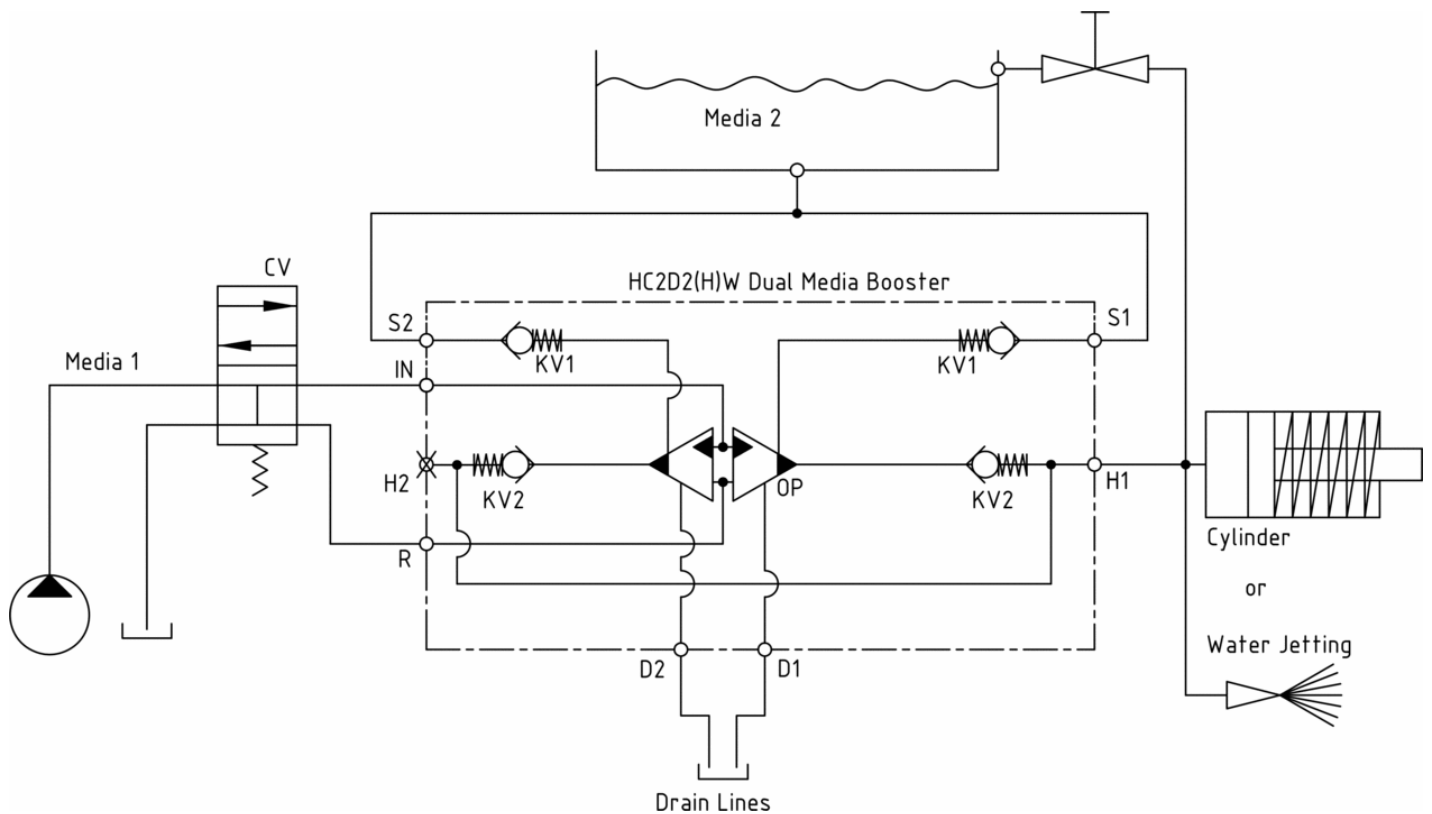 Media 2
CV
HC2D2(H)W Dual Media Booster
S2
S1
Media 1
IN
KV1
KV1
H2
KV2
OP
KV2
H1
R
Cylinder
or
Water Jetting
D2
D1
Drain Lines